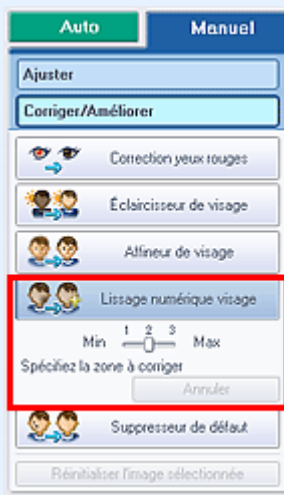 Auto Manuel
Ajuster
Corriger/Améliorer
Correction yeux rouges
Éclaircisseur de visage
Affineur de visage
Lissage numérique visage
1 2 3
Min Max
Spécifiez la zone à corriger
Annuler
Suppresseur de défaut
Réinitialiser l'image sélectionnée